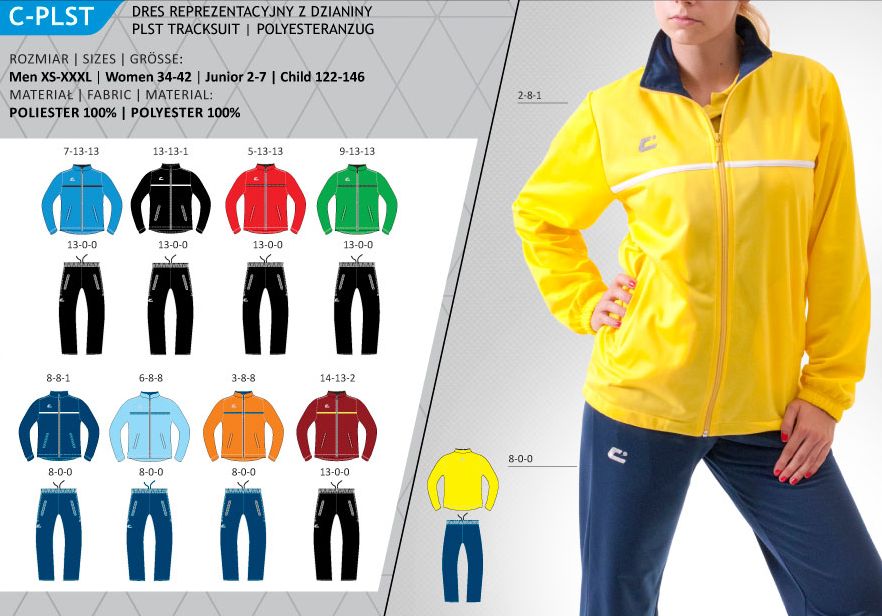 C-PLST
DRES REPREZENTACYJNY Z DZIANINY
PLST TRACKSUIT | POLYESTERANZUG
ROZMIAR | SIZES | GRÖSSE:
Men XS-XXXL | Women 34-42 | Junior 2-7 | Child 122-146
MATERIAŁ | FABRIC | MATERIAL:
POLIESTER 100% | POLYESTER 100%
7-13-13 13-13-1 5-13-13 9-13-13
13-0-0 13-0-0 13-0-0 13-0-0
8-8-1 6-8-8 3-8-8 14-13-2
8-0-0 8-0-0 8-0-0 13-0-0
2-8-1
8-0-0